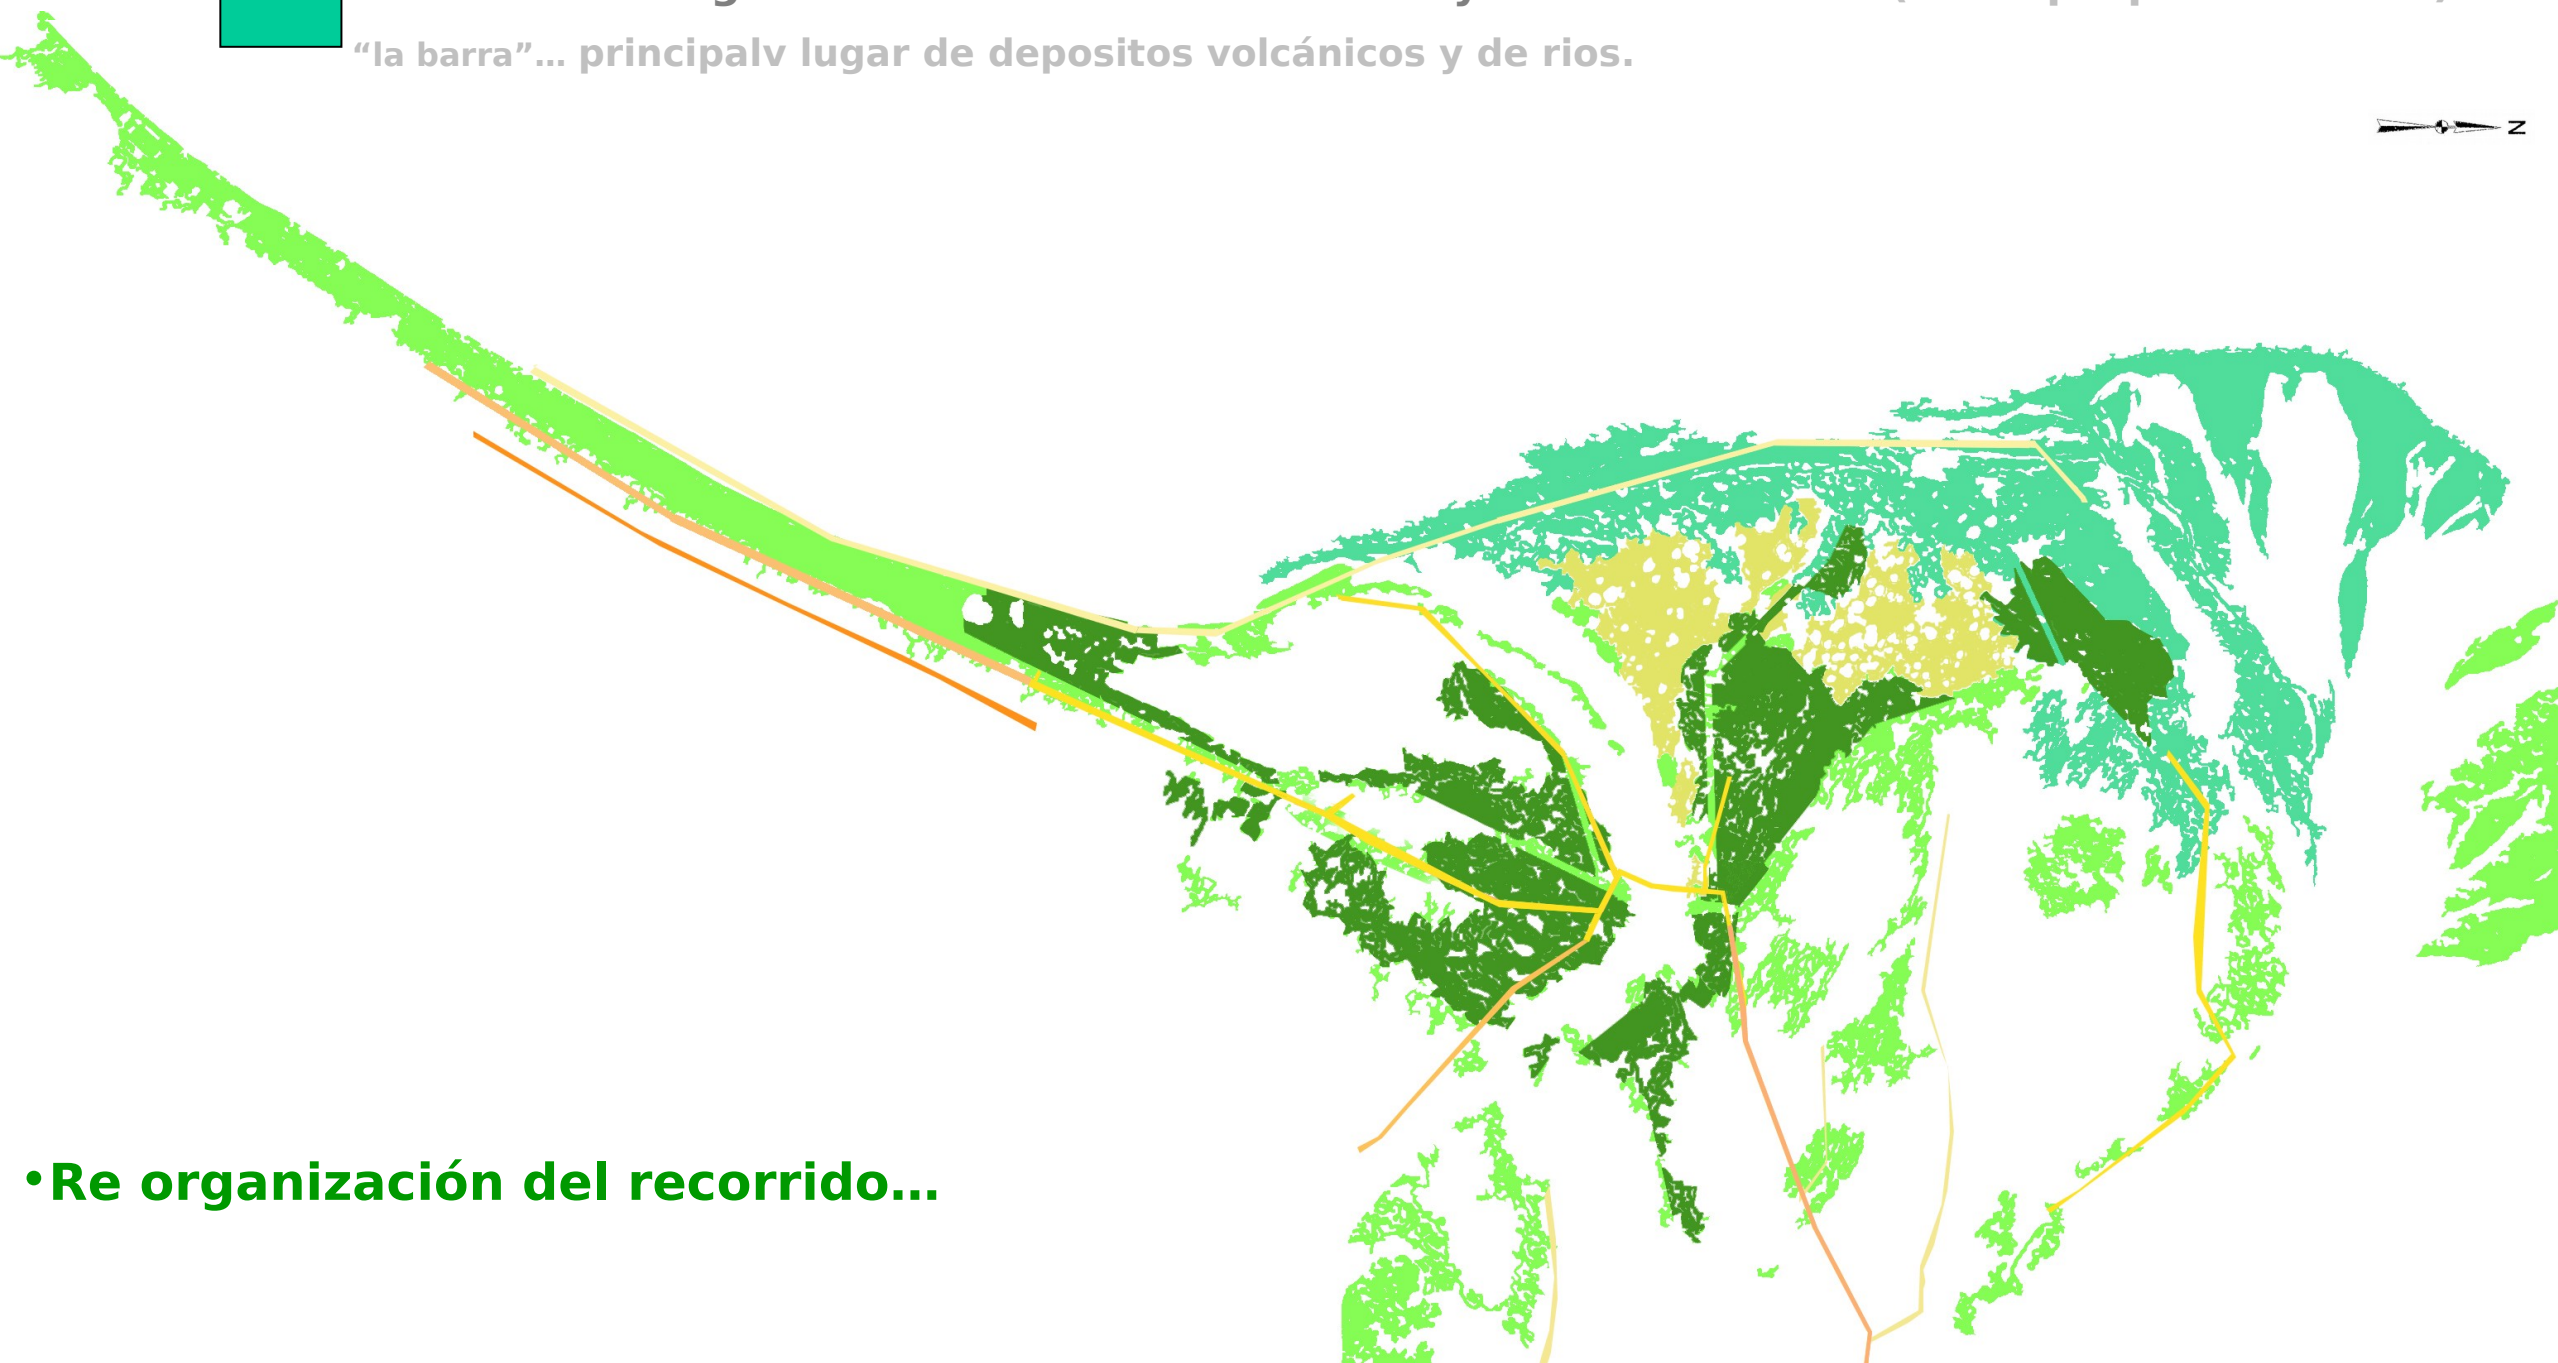 “la barra”… principalv lugar de depositos volcánicos y de rios.
N
•Re organización del recorrido…